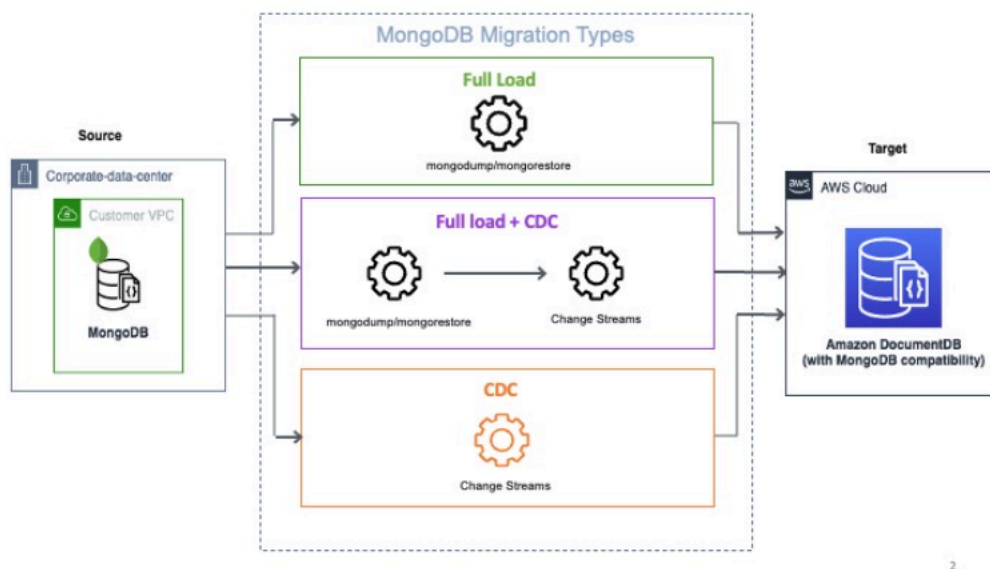 MongoDB Migration Types
Full Load
mongodump/mongorestore
Source
Corporate-data-center
Customer VPC
MongoDB
Full load + CDC
mongodump/mongorestore
Change Streams
CDC
Change Streams
Target
aws
AWS Cloud
Amazon DocumentDB
(with MongoDB compatibility)
2